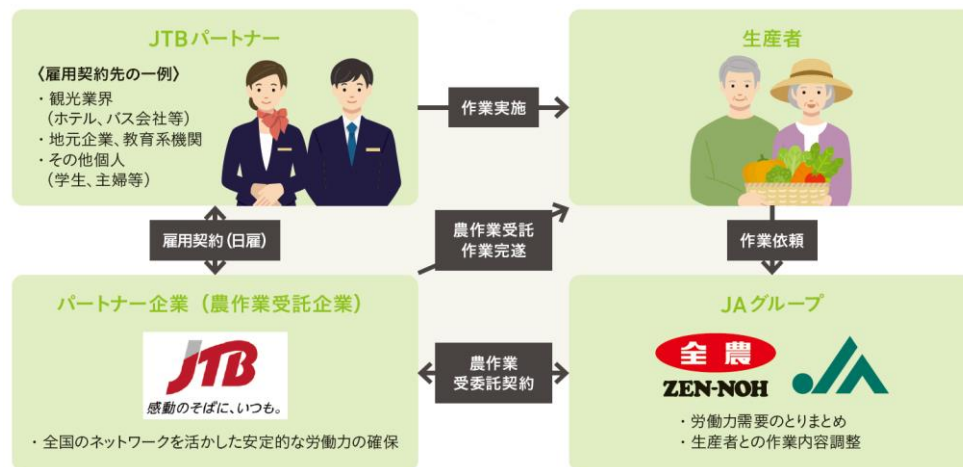 JTBパートナー
〈雇用契約先の一例〉
・観光業界
（ホテル、バス会社等）
・地元企業、教育系機関
・その他個人
（学生、主婦等）
作業実施
生産者
雇用契約（日雇）
農作業受託
作業完遂
作業依頼
パートナー企業（農作業受託企業）
JTB
感動のそばに、いつも。
・全国のネットワークを活かした安定的な労働力の確保
農作業
受委託契約
JAグループ
全農
ZEN-NOH
JA
・労働力需要のとりまとめ
・生産者との作業内容調整